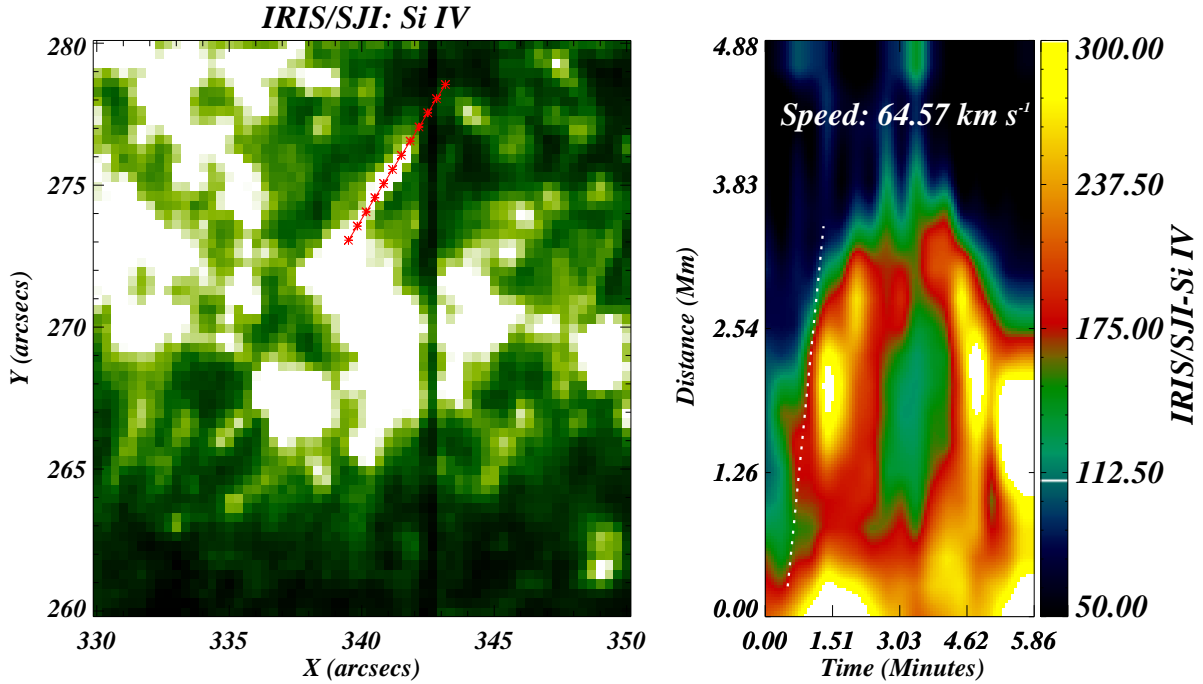 IRIS/SJI: Si IV
280
275
270
265
260
Y (arcsecs)
330 335 340 345 350
X (arcsecs)
4.88
3.83
2.54
1.26
0.00
Distance (Mm)
Speed: 64.57 km s⁻¹
0.00 1.51 3.03 4.62 5.86
Time (Minutes)
300.00
237.50
175.00
112.50
50.00
IRIS/SJI-Si IV